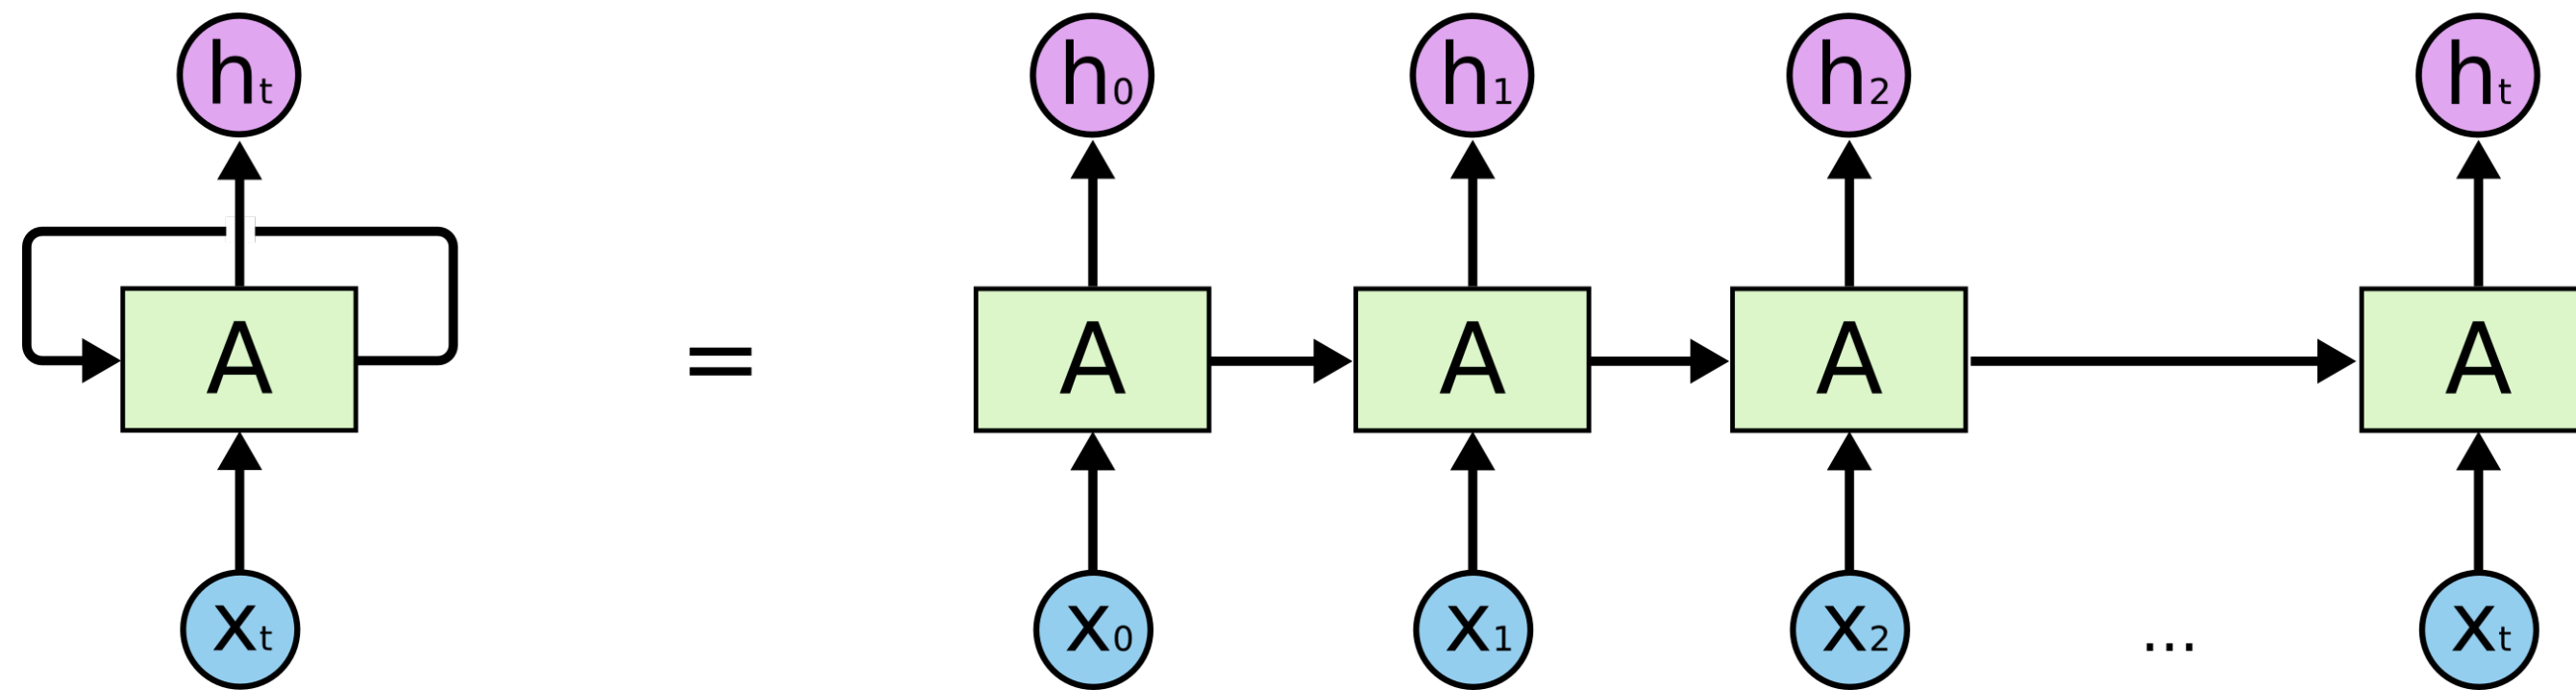 ht h0 h1 h2 ht
A = A A A A
xt x0 x1 x2 ... xt